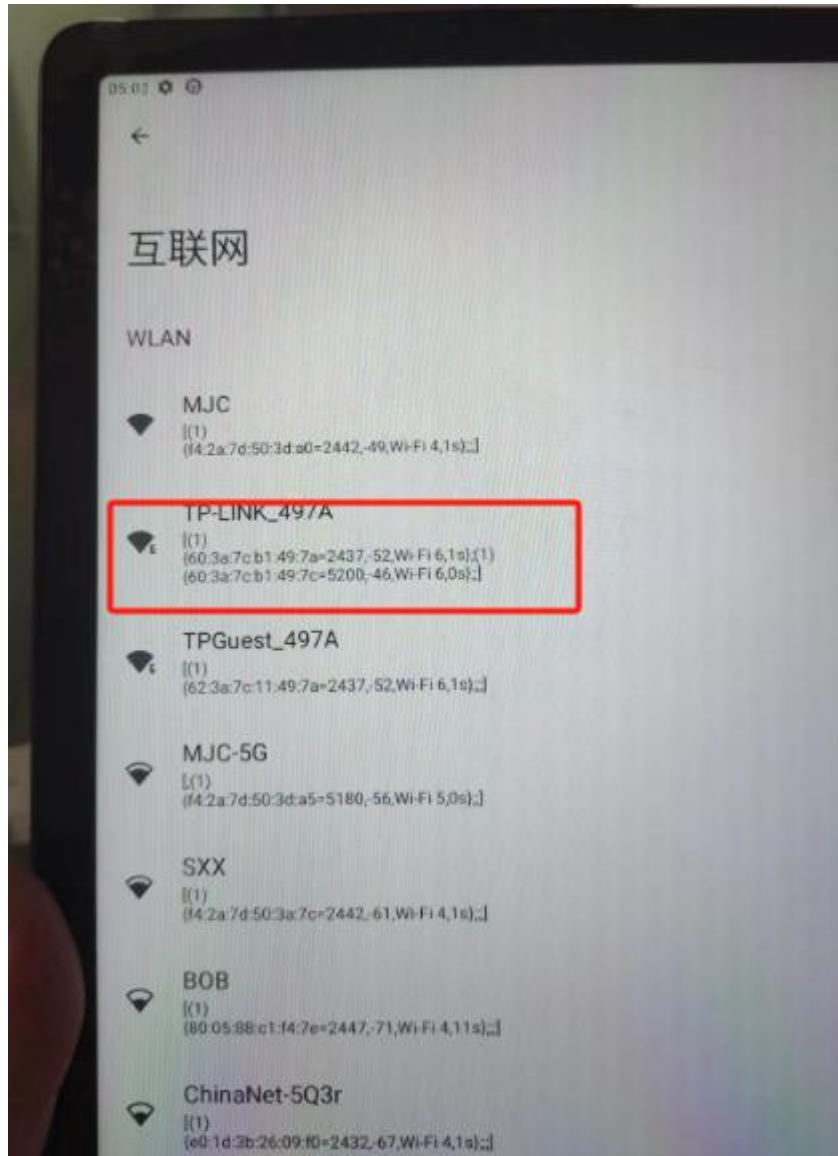 05:02
互联网
WLAN
MJC
[(1)
{f4:2a:7d:50:3d:a0=2442,-49,Wi-Fi 4,1s};;]
TP-LINK_497A
[(1)
{60:3a:7c:b1:49:7a=2437,-52,Wi-Fi 6,1s};(1)
{60:3a:7c:b1:49:7c=5200,-46,Wi-Fi 6,0s};;]
TPGuest_497A
[(1)
{62:3a:7c:11:49:7a=2437,-52,Wi-Fi 6,1s};;;]
MJC-5G
[;(1)
{f4:2a:7d:50:3d:a5=5180,-56,Wi-Fi 5,0s};;]
SXX
[(1)
{f4:2a:7d:50:3a:7c=2442,-61,Wi-Fi 4,1s};;;]
BOB
[(1)
{80:05:88:c1:f4:7e=2447,-71,Wi-Fi 4,11s};;;]
ChinaNet-5Q3r
[(1)
{e0:1d:3b:26:09:f0=2432,-67,Wi-Fi 4,1s};;;]